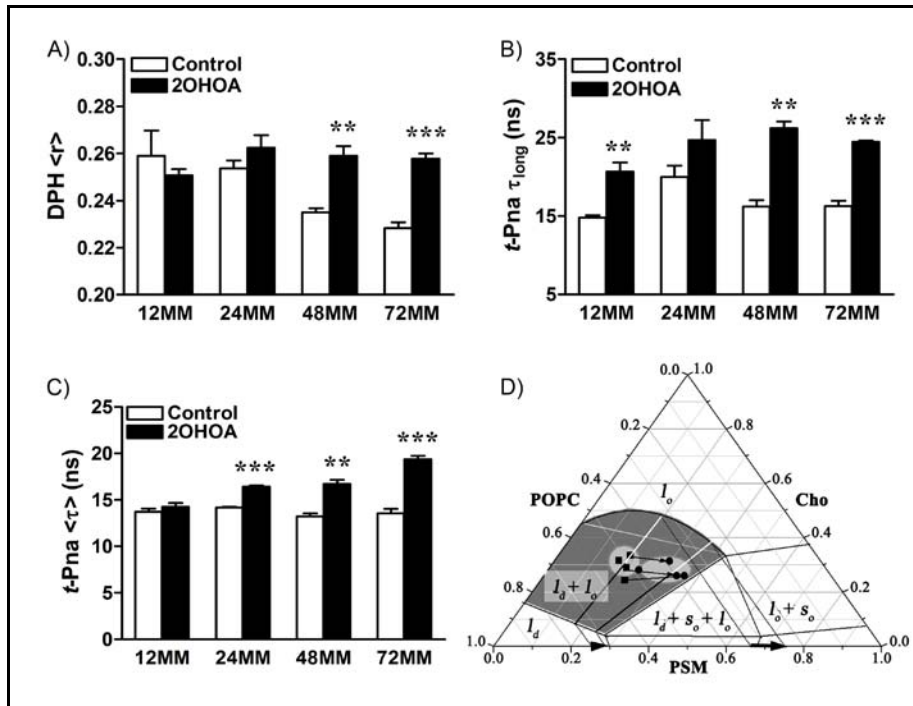 A)
0.30
0.28
0.26
0.24
0.22
0.20
DPH <r>
Control
2OHOA
**
***
12MM 24MM 48MM 72MM
B)
35
25
15
5
t-Pna τlong (ns)
Control
2OHOA
**
**
***
12MM 24MM 48MM 72MM
C)
25
20
15
10
5
0
t-Pna <τ> (ns)
Control
2OHOA
***
**
***
12MM 24MM 48MM 72MM
D)
0.0 1.0
0.2 0.8
0.4 0.6
POPC lo Cho
0.6 0.4
ld + lo
0.8 0.2
ld ld + so + lo lo + so
1.0 0.0
0.0 0.2 0.4 0.6 0.8 1.0
PSM